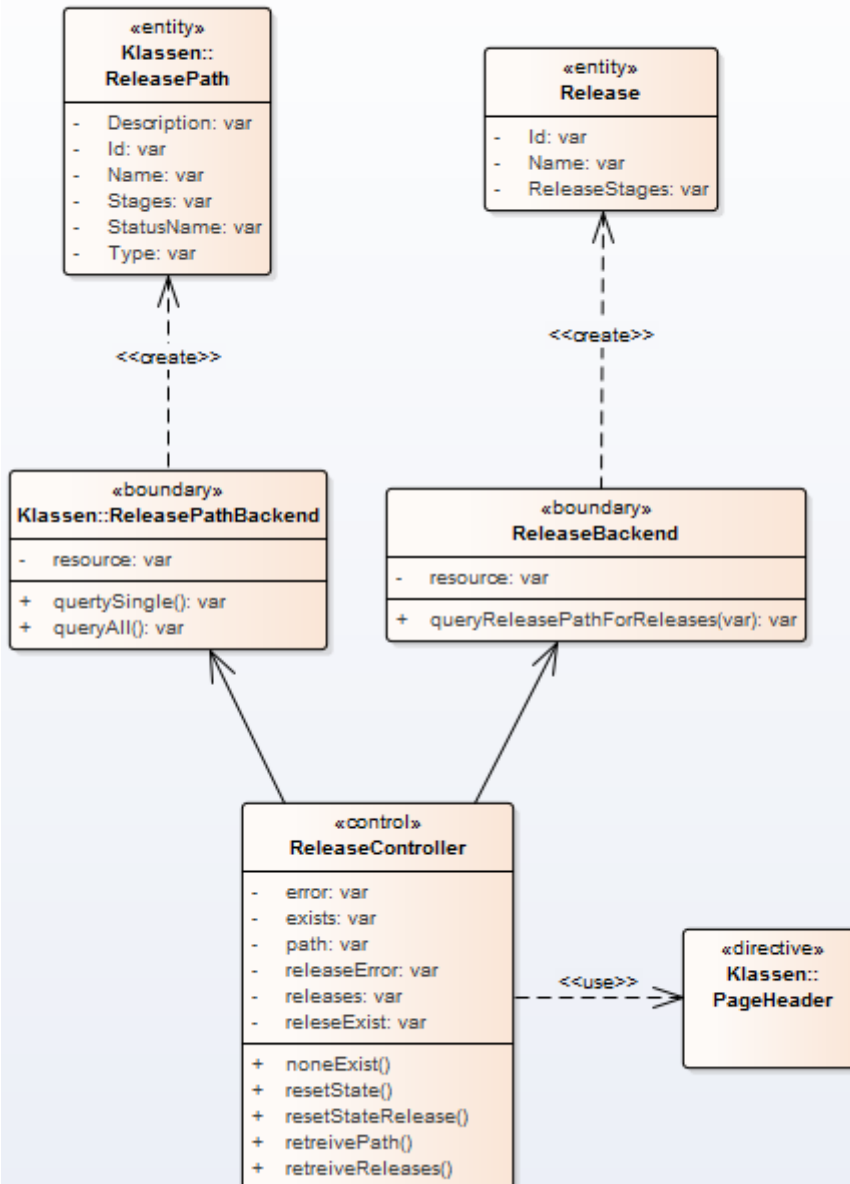 «entity»
Klassen::
ReleasePath
- Description: var
- Id: var
- Name: var
- Stages: var
- StatusName: var
- Type: var
«entity»
Release
- Id: var
- Name: var
- ReleaseStages: var
<<create>>
<<create>>
«boundary»
Klassen::ReleasePathBackend
- resource: var
+ quertySingle(): var
+ queryAll(): var
«boundary»
ReleaseBackend
- resource: var
+ queryReleasePathForReleases(var): var
«control»
ReleaseController
- error: var
- exists: var
- path: var
- releaseError: var
- releases: var
- releseExist: var
+ noneExist()
+ resetState()
+ resetStateRelease()
+ retreivePath()
+ retreiveReleases()
<<use>>
«directive»
Klassen::
PageHeader